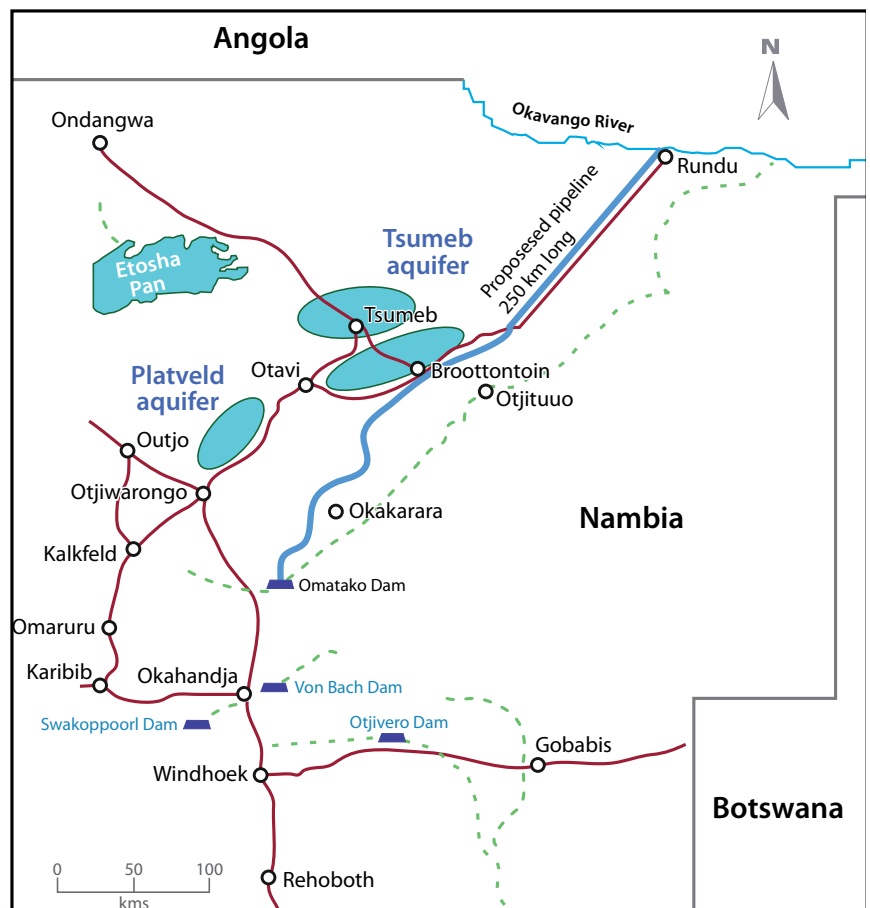 Angola
N
Okavango River
Ondangwa
Rundu
Proposesed pipeline
250 km long
Tsumeb
aquifer
Etosha
Pan
Tsumeb
Broottontoin
Otavi
Otjituuo
Platveld
aquifer
Outjo
Otjiwarongo
Okakarara
Nambia
Kalkfeld
Omatako Dam
Omaruru
Karibib
Okahandja
Von Bach Dam
Swakoppoorl Dam
Otjivero Dam
Gobabis
Windhoek
Botswana
Rehoboth
0 50 100
kms